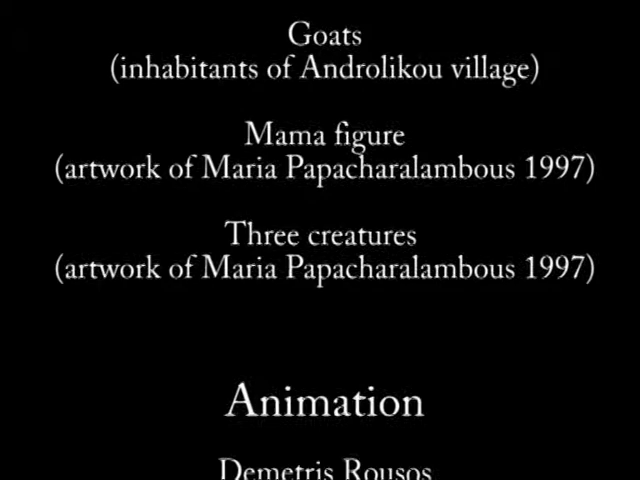 Goats
(inhabitants of Androlikou village)
Mama figure
(artwork of Maria Papacharalambous 1997)
Three creatures
(artwork of Maria Papacharalambous 1997)
Animation
Demetris Rousos